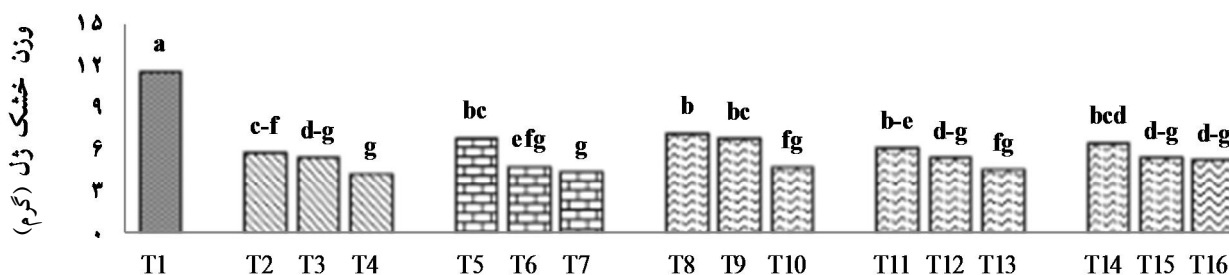 وزن خشک ژل (گرم)
۱۵
۱۲
۹
۶
۳
۰
a
c-f d-g g
bc efg g
b bc fg
b-e d-g fg
bcd d-g d-g
T1 T2 T3 T4 T5 T6 T7 T8 T9 T10 T11 T12 T13 T14 T15 T16